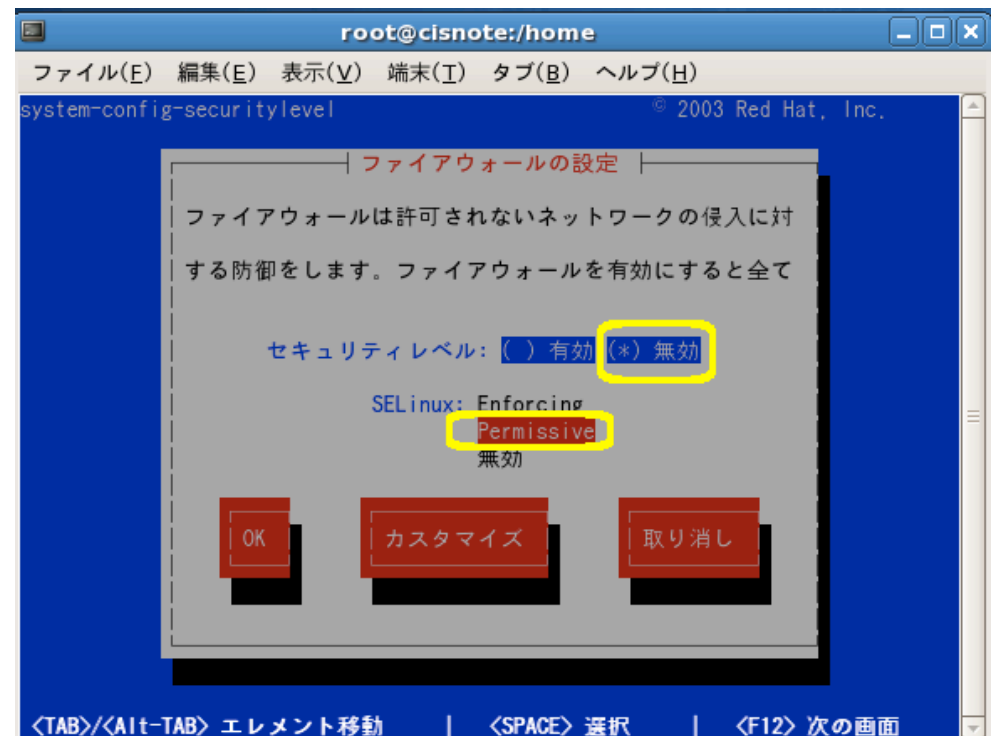 root@cisnote:/home
ファイル(F) 編集(E) 表示(V) 端末(T) タブ(B) ヘルプ(H)
system-config-securitylevel © 2003 Red Hat, Inc.
ファイアウォールの設定
ファイアウォールは許可されないネットワークの侵入に対
する防御をします。ファイアウォールを有効にすると全て
セキュリティレベル: ( ) 有効 (*) 無効
SELinux: Enforcing
Permissive
無効
OK カスタマイズ 取り消し
<TAB>/<Alt-TAB> エレメント移動 | <SPACE> 選択 | <F12> 次の画面